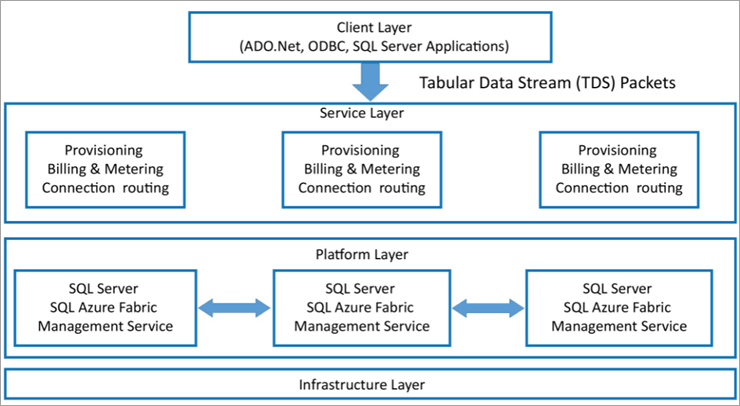 Client Layer
(ADO.Net, ODBC, SQL Server Applications)
Tabular Data Stream (TDS) Packets
Service Layer
Provisioning
Billing & Metering
Connection routing
Provisioning
Billing & Metering
Connection routing
Provisioning
Billing & Metering
Connection routing
Platform Layer
SQL Server
SQL Azure Fabric
Management Service
SQL Server
SQL Azure Fabric
Management Service
SQL Server
SQL Azure Fabric
Management Service
Infrastructure Layer